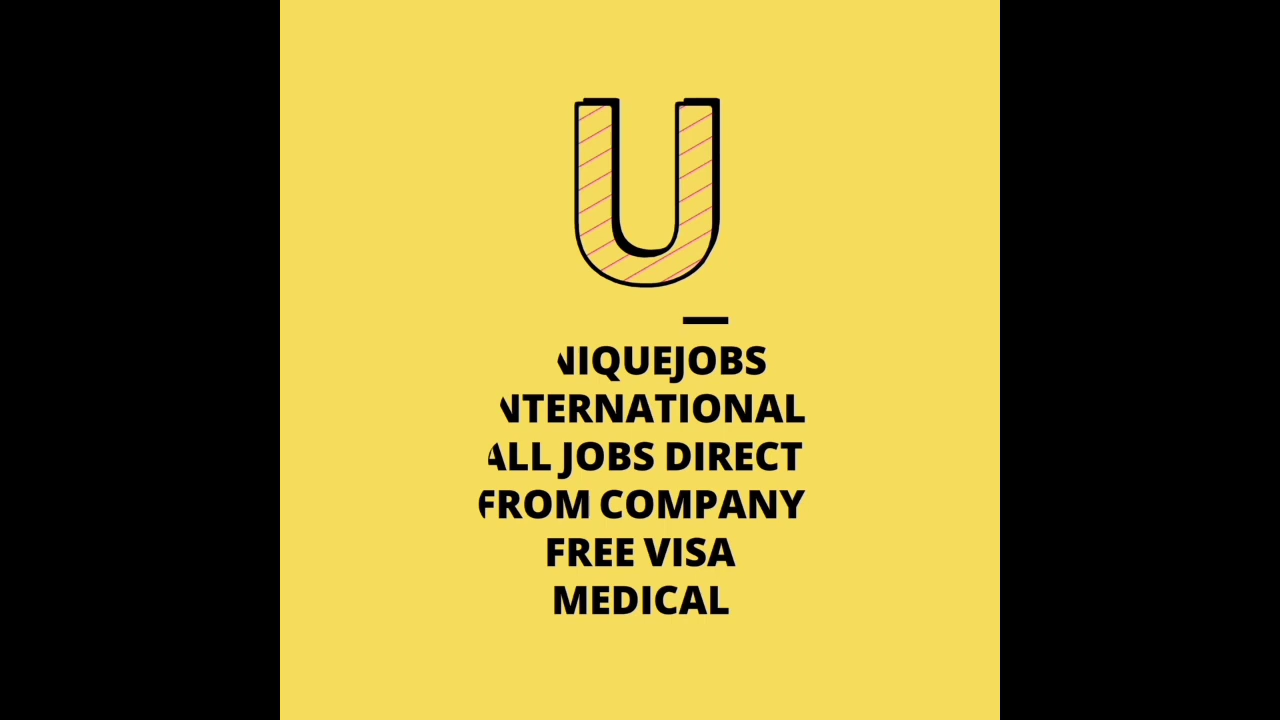 U
NIQUEJOBS
NTERNATIONAL
ALL JOBS DIRECT
FROM COMPANY
FREE VISA
MEDICAL